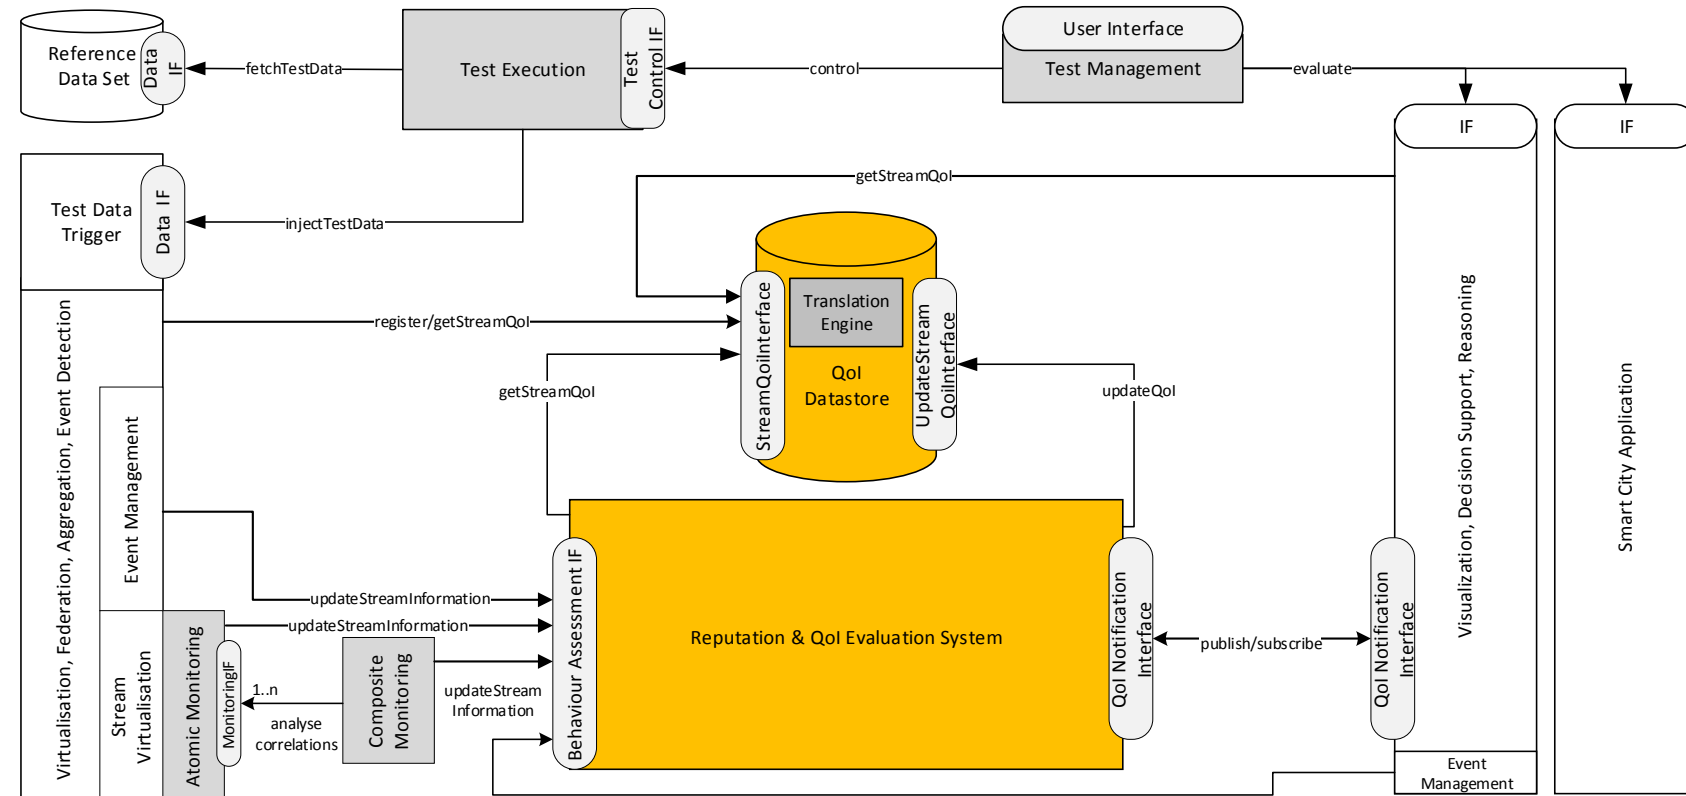 Reference
Data Set
Data
IF
fetchTestData
Test Execution
Test
Control IF
control
User Interface
Test Management
evaluate
IF
IF
Test Data
Trigger
Data IF
injectTestData
getStreamQoI
Translation
Engine
QoI
Datastore
StreamQoiInterface
UpdateStream
QoiInterface
register/getStreamQoI
getStreamQoI
updateQoI
Virtualisation, Federation, Aggregation, Event Detection
Event Management
Stream
Virtualisation
Atomic Monitoring
MonitoringIF
updateStreamInformation
updateStreamInformation
1..n
analyse
correlations
Composite
Monitoring
updateStream
Information
Behaviour Assessment IF
Reputation & QoI Evaluation System
QoI Notification
Interface
publish/subscribe
QoI Notification
Interface
Visualization, Decision Support, Reasoning
Event
Management
Smart City Application